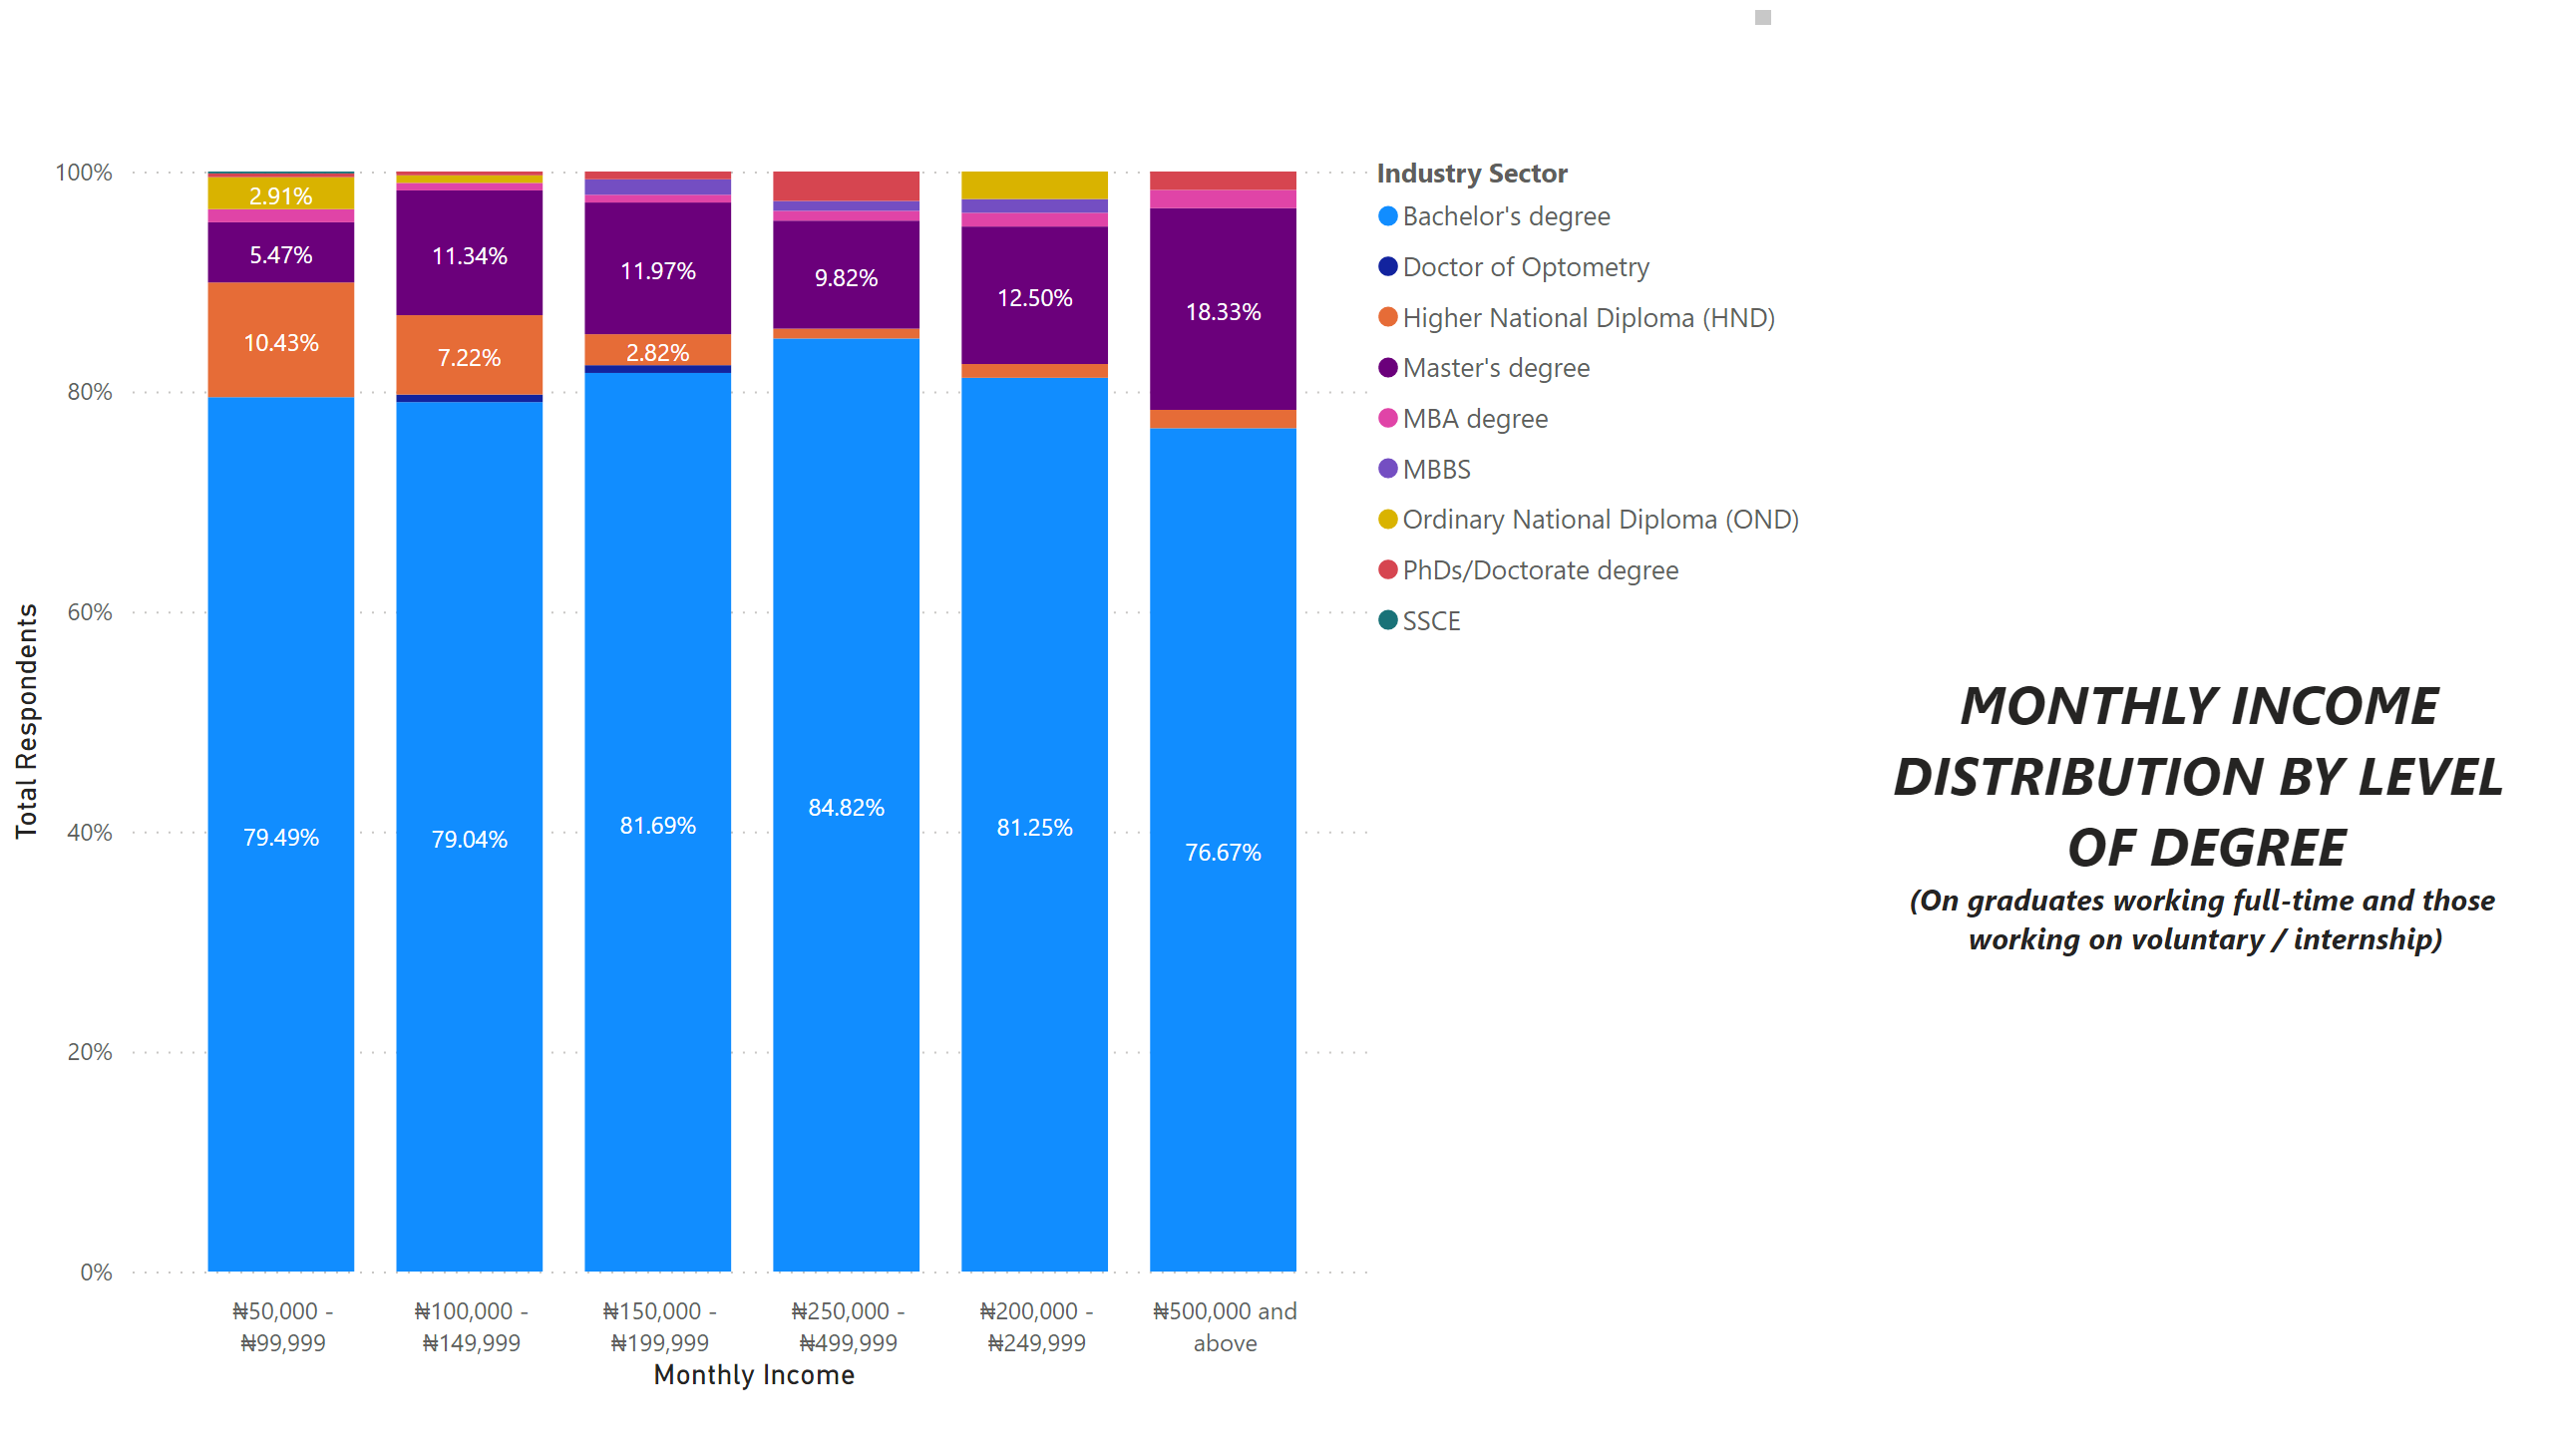 100%
80%
60%
40%
20%
0%
Total Respondents
2.91%
5.47%
10.43%
79.49%
11.34%
7.22%
79.04%
11.97%
2.82%
81.69%
9.82%
84.82%
12.50%
81.25%
18.33%
76.67%
₦50,000 -
₦99,999
₦100,000 -
₦149,999
₦150,000 -
₦199,999
₦250,000 -
₦499,999
₦200,000 -
₦249,999
₦500,000 and
above
Monthly Income
Industry Sector
Bachelor's degree
Doctor of Optometry
Higher National Diploma (HND)
Master's degree
MBA degree
MBBS
Ordinary National Diploma (OND)
PhDs/Doctorate degree
SSCE
MONTHLY INCOME
DISTRIBUTION BY LEVEL
OF DEGREE
(On graduates working full-time and those
working on voluntary / internship)